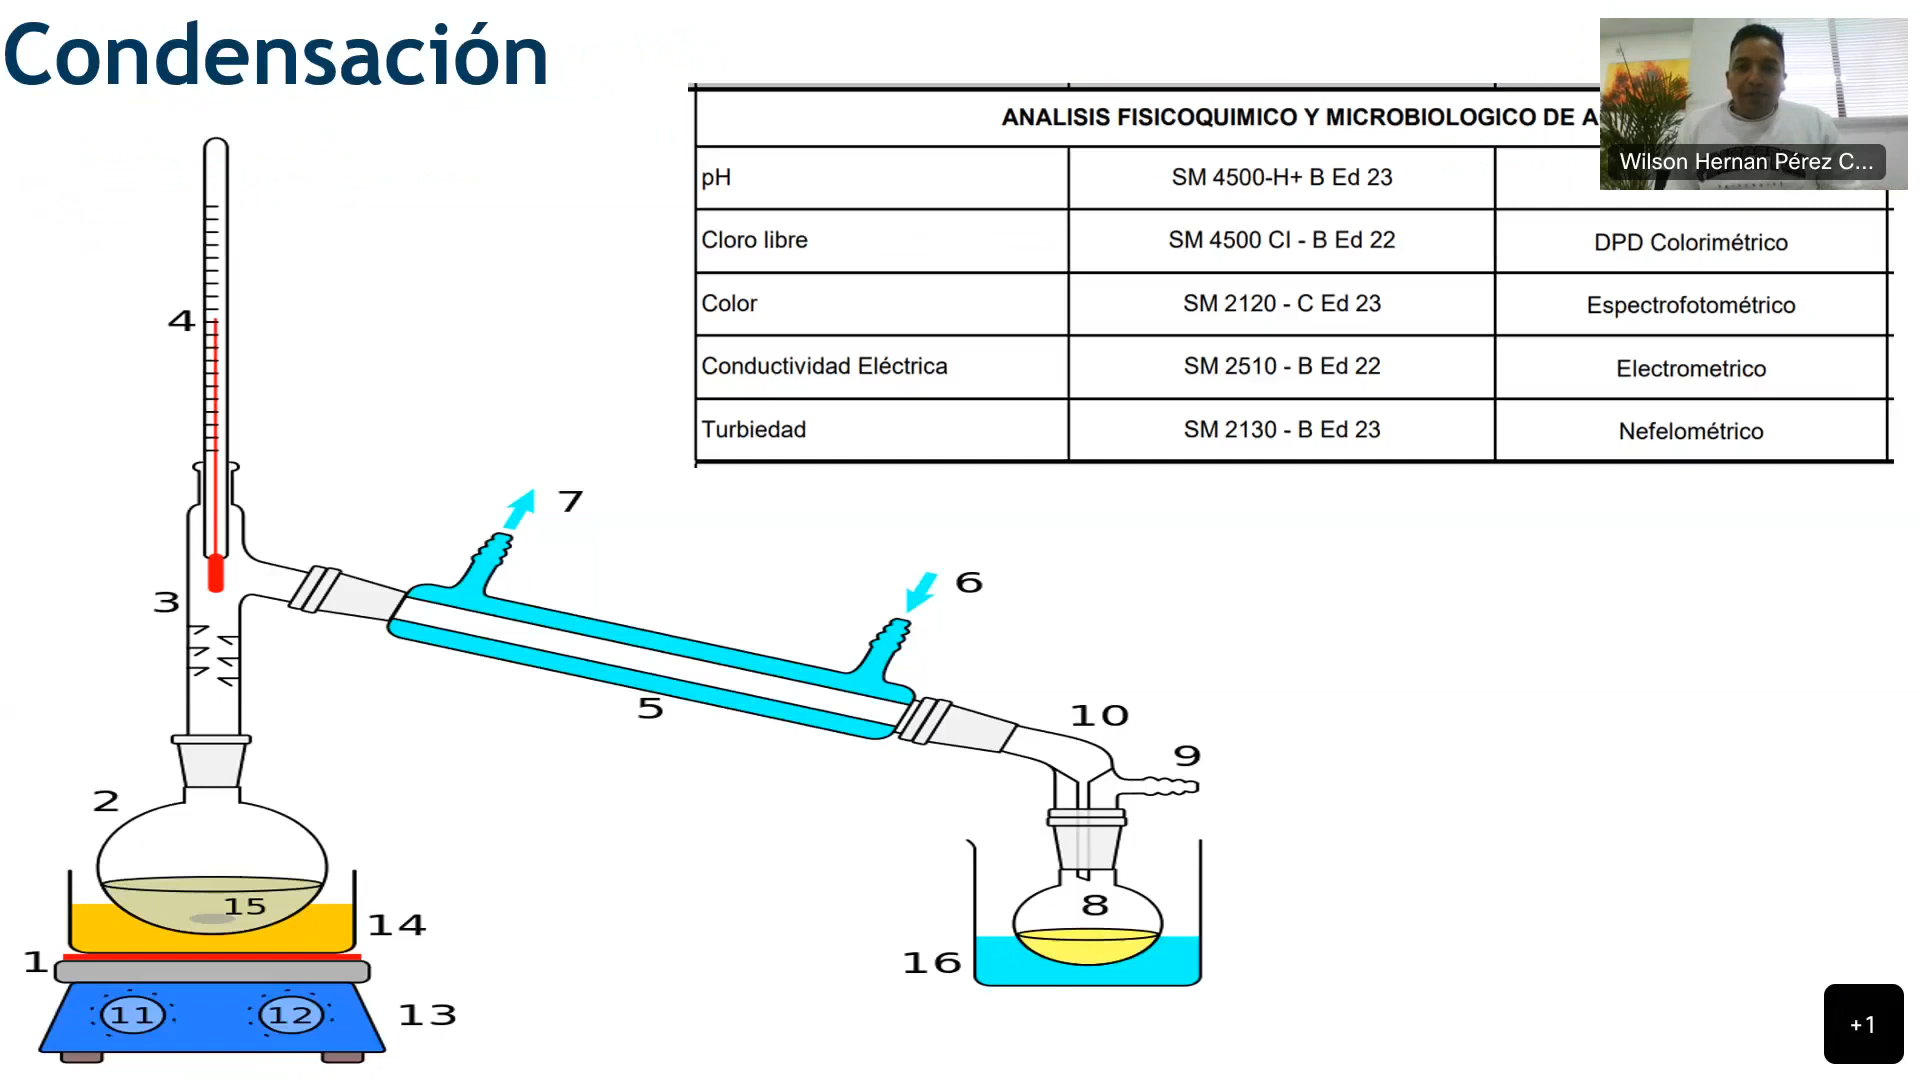 Condensación
ANALISIS FISICOQUIMICO Y MICROBIOLOGICO DE A
pH SM 4500-H+ B Ed 23
Cloro libre SM 4500 Cl - B Ed 22 DPD Colorimétrico
Color SM 2120 - C Ed 23 Espectrofotométrico
Conductividad Eléctrica SM 2510 - B Ed 22 Electrometrico
Turbiedad SM 2130 - B Ed 23 Nefelométrico
Wilson Hernan Pérez C...
4
7
6
3
5
10
9
2
15
8
14
16
1
11
12
13
+1